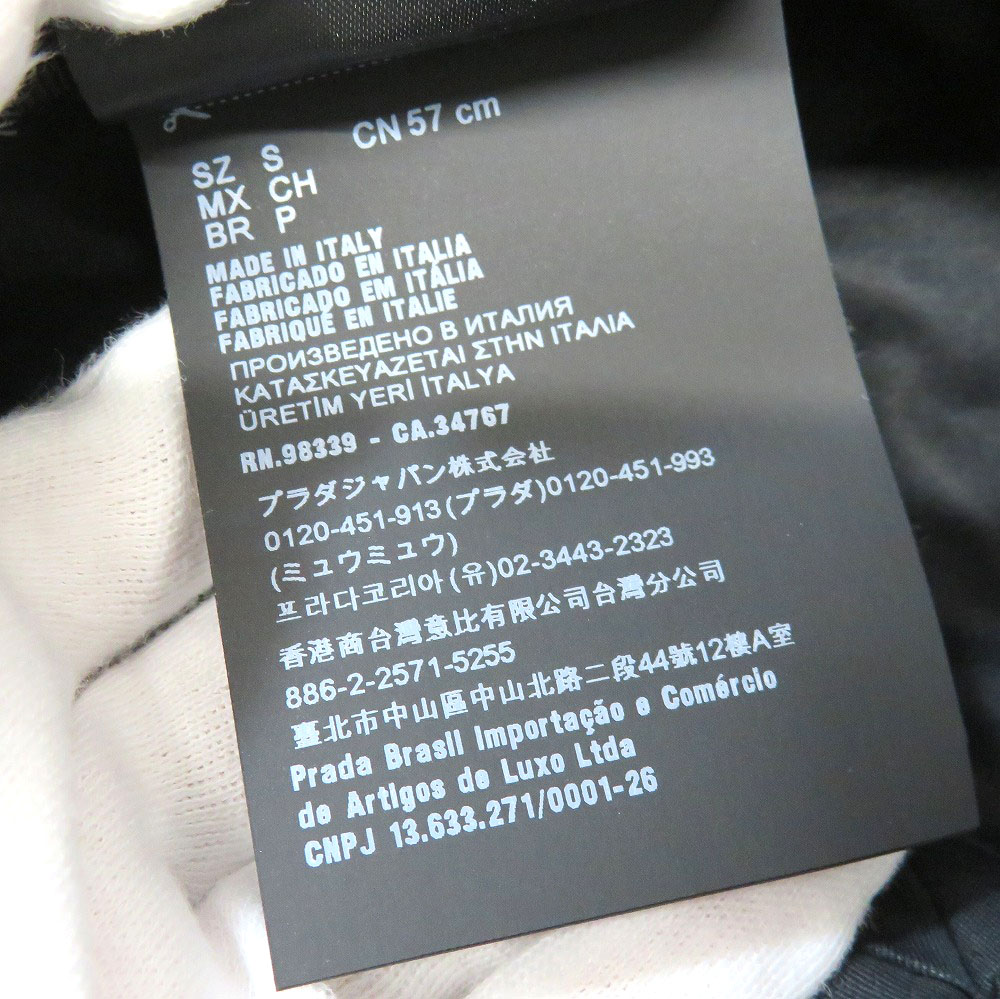 CN 57 cm
SZ S
MX CH
BR P
MADE IN ITALY
FABRICADO EN ITALIA
FABRICADO EM ITÁLIA
FABRIQUÉ EN ITALIE
ПРОИЗВЕДЕНО В ИТАЛИЯ
ΚΑΤΑΣΚΕΥΑΖΕΤΑΙ ΣΤΗΝ ΙΤΑΛΙΑ
ÜRETİM YERİ İTALYA
RN.98339 - CA.34767
プラダジャパン株式会社
0120-451-913(プラダ)0120-451-993
(ミュウミュウ)
프라다코리아(유)02-3443-2323
香港商台灣意比有限公司台灣分公司
886-2-2571-5255
臺北市中山區中山北路二段44號12樓A室
Prada Brasil Importação e Comércio
de Artigos de Luxo Ltda
CNPJ 13.633.271/0001-26